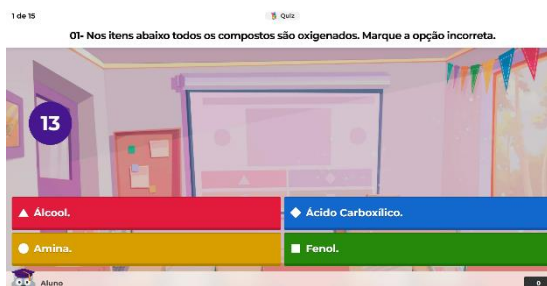 1 de 15
Quiz
01- Nos itens abaixo todos os compostos são oxigenados. Marque a opção incorreta.
13
Álcool.
Ácido Carboxílico.
Amina.
Fenol.
Aluno
0